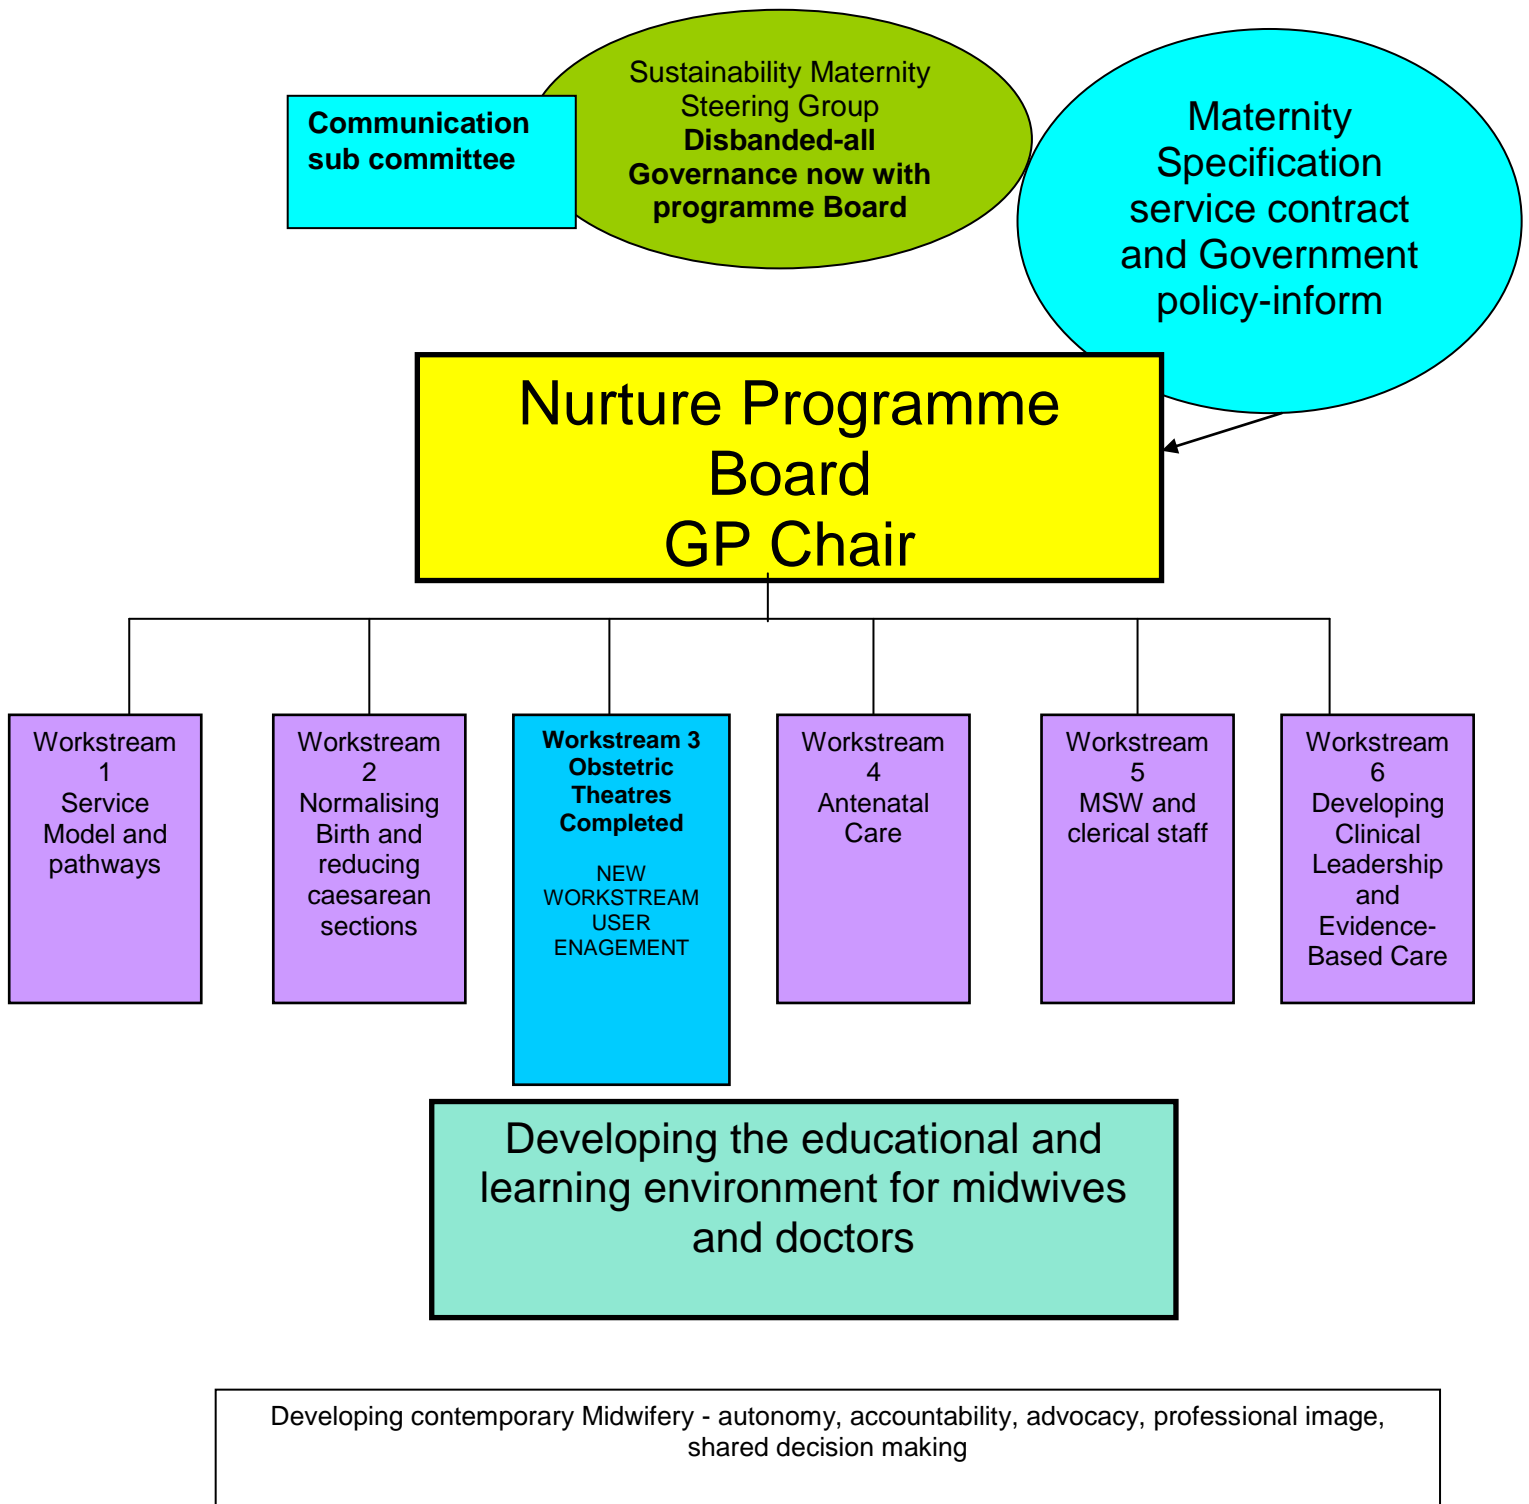 Communication
sub committee
Sustainability Maternity
Steering Group
Disbanded-all
Governance now with
programme Board
Maternity
Specification
service contract
and Government
policy-inform
Nurture Programme
Board
GP Chair
Workstream
1
Service
Model and
pathways
Workstream
2
Normalising
Birth and
reducing
caesarean
sections
Workstream 3
Obstetric
Theatres
Completed
NEW
WORKSTREAM
USER
ENAGEMENT
Workstream
4
Antenatal
Care
Workstream
5
MSW and
clerical staff
Workstream
6
Developing
Clinical
Leadership
and
Evidence-
Based Care
Developing the educational and
learning environment for midwives
and doctors
Developing contemporary Midwifery - autonomy, accountability, advocacy, professional image,
shared decision making